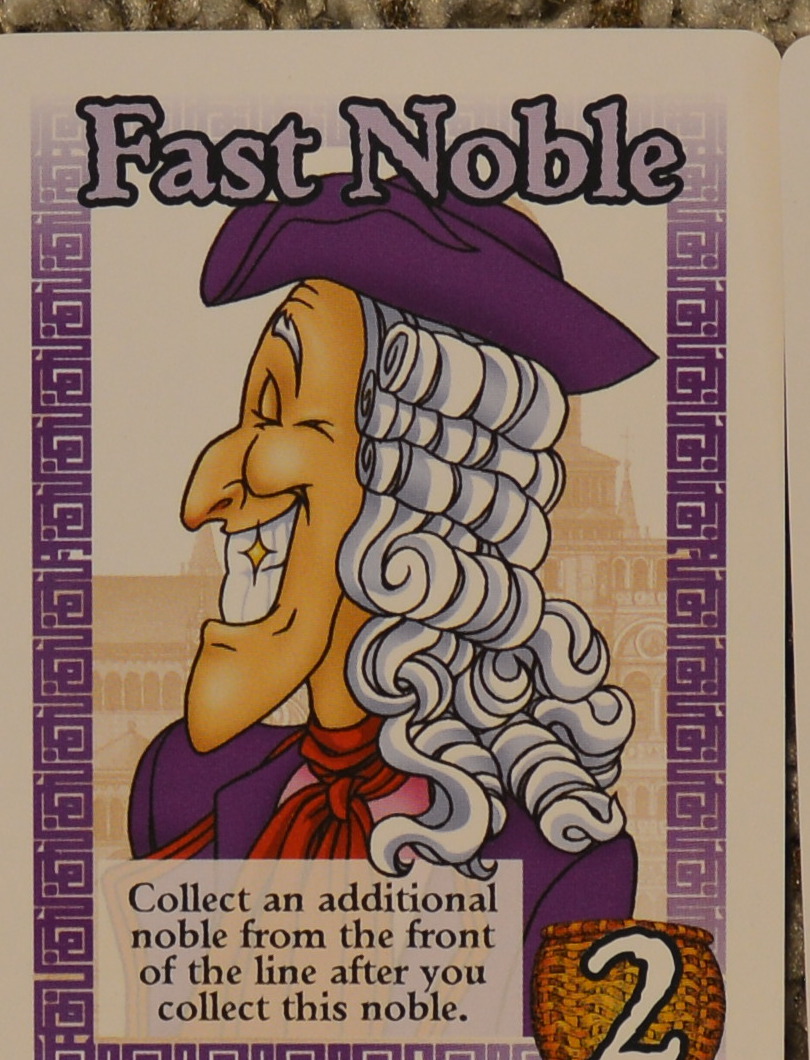 Fast Noble
Collect an additional
noble from the front
of the line after you
collect this noble.
2